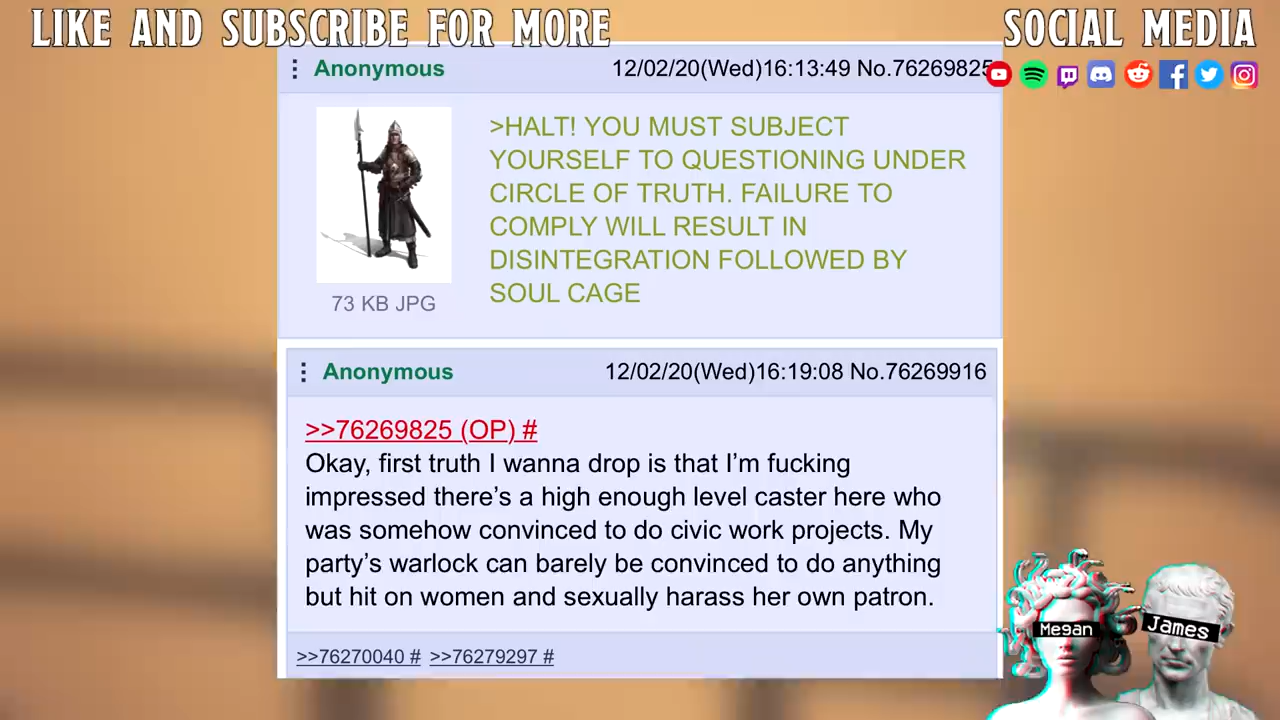 LIKE AND SUBSCRIBE FOR MORE
SOCIAL MEDIA
Anonymous 12/02/20(Wed)16:13:49 No.76269825
>HALT! YOU MUST SUBJECT
YOURSELF TO QUESTIONING UNDER
CIRCLE OF TRUTH. FAILURE TO
COMPLY WILL RESULT IN
DISINTEGRATION FOLLOWED BY
SOUL CAGE
73 KB JPG
Anonymous 12/02/20(Wed)16:19:08 No.76269916
>>76269825 (OP) #
Okay, first truth I wanna drop is that I’m fucking
impressed there’s a high enough level caster here who
was somehow convinced to do civic work projects. My
party’s warlock can barely be convinced to do anything
but hit on women and sexually harass her own patron.
>>76270040 # >>76279297 #
Megan
James